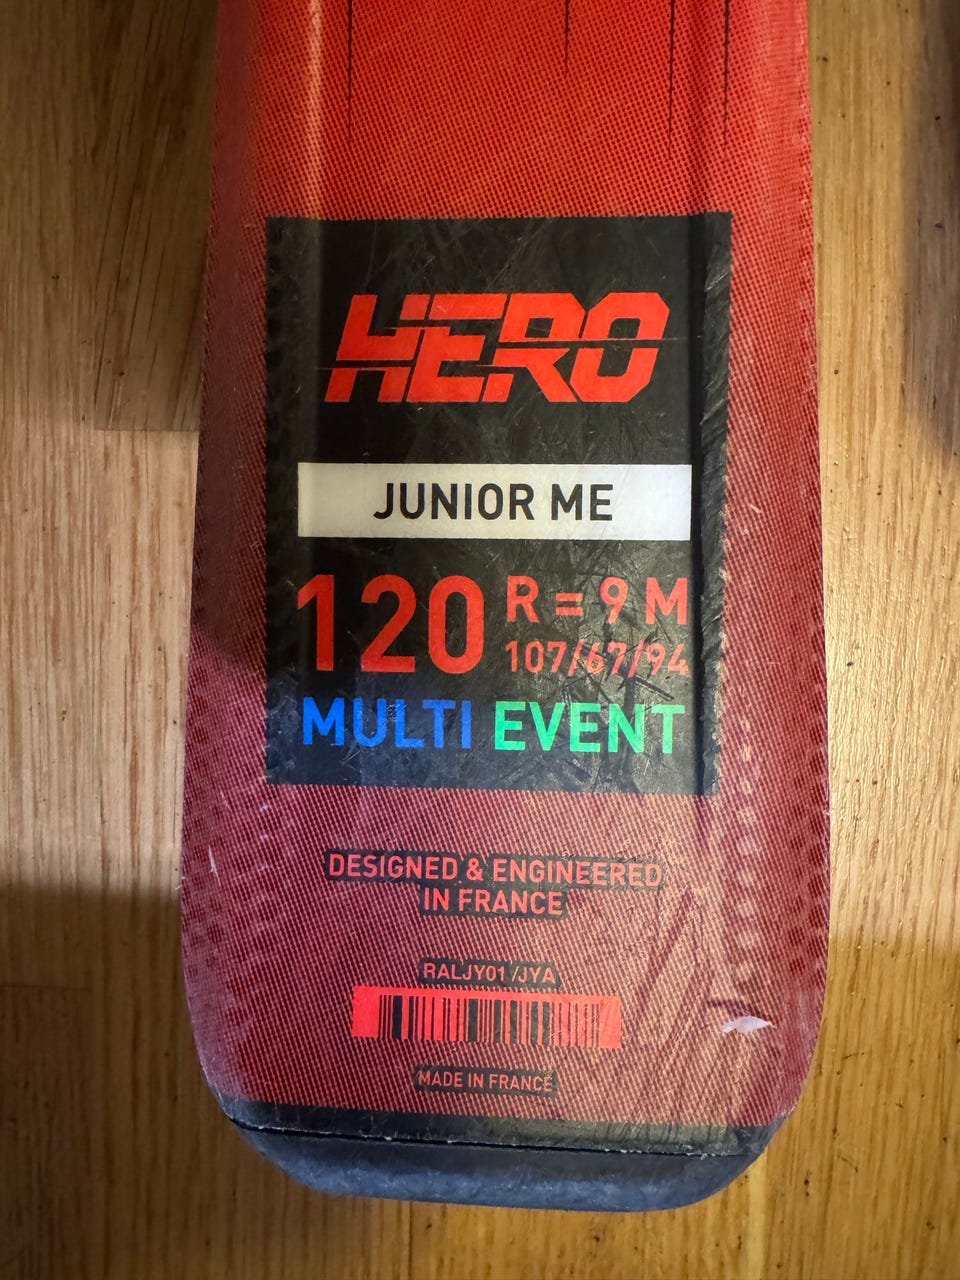 HERO
JUNIOR ME
120 R = 9 M
107/67/94
MULTI EVENT
DESIGNED & ENGINEERED
IN FRANCE
RALJY01 /JYA
MADE IN FRANCE